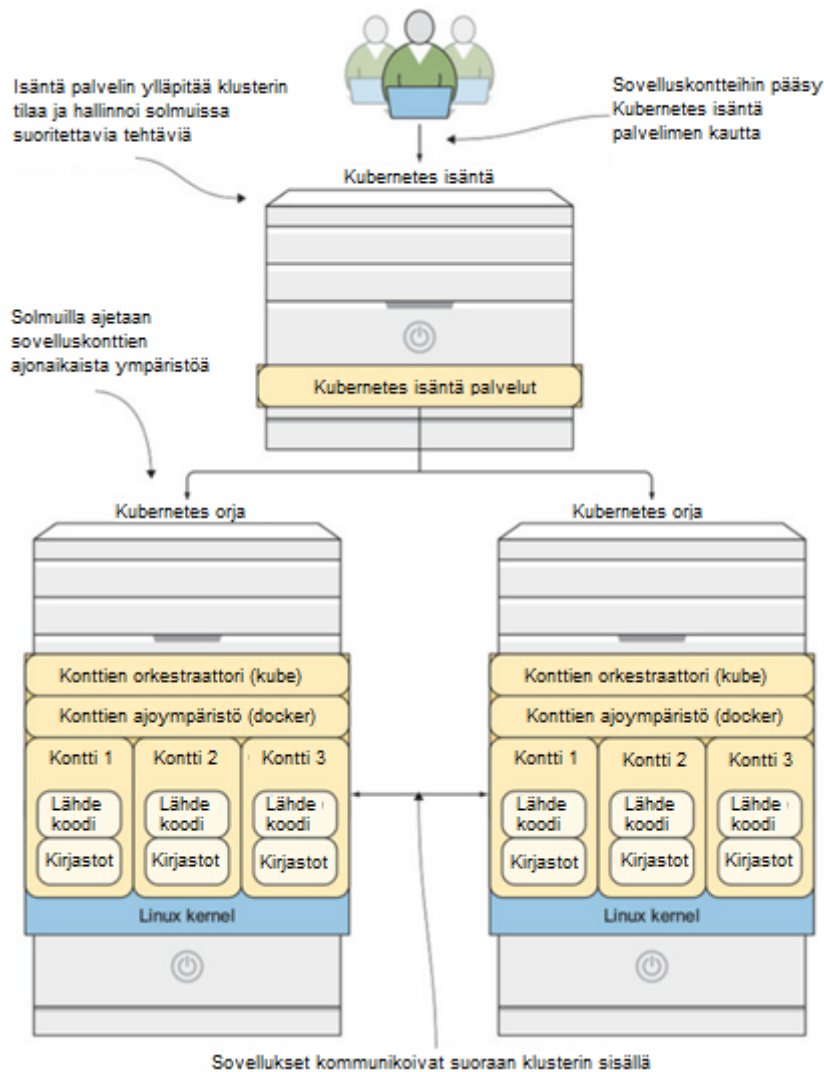 Isäntä palvelin ylläpitää klusterin
tilaa ja hallinnoi solmuissa
suoritettavia tehtäviä
Sovelluskontteihin pääsy
Kubernetes isäntä
palvelimen kautta
Kubernetes isäntä
Solmuilla ajetaan
sovelluskonttien
ajonaikaista ympäristöä
Kubernetes isäntä palvelut
Kubernetes orja
Kubernetes orja
Konttien orkestraattori (kube)
Konttien ajoympäristö (docker)
Kontti 1
Kontti 2
Kontti 3
Lähde
koodi
Lähde
koodi
Lähde
koodi
Kirjastot
Kirjastot
Kirjastot
Linux kernel
Konttien orkestraattori (kube)
Konttien ajoympäristö (docker)
Kontti 1
Kontti 2
Kontti 3
Lähde
koodi
Lähde
koodi
Lähde
koodi
Kirjastot
Kirjastot
Kirjastot
Linux kernel
Sovellukset kommunikoivat suoraan klusterin sisällä